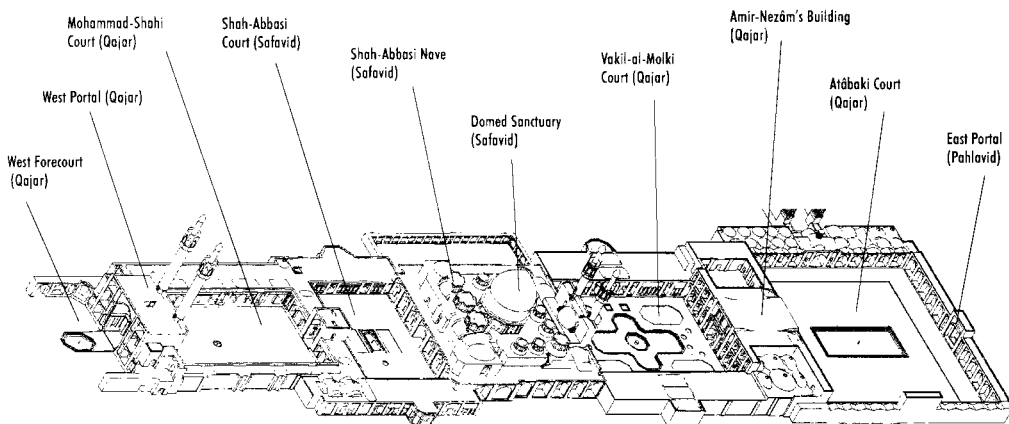 Mohammad-Shahi
Court (Qajar)
Shah-Abbasi
Court (Safavid)
Shah-Abbasi Nave
(Safavid)
Vakil-al-Molki
Court (Qajar)
Amir-Nezâm's Building
(Qajar)
Atâbaki Court
(Qajar)
West Portal (Qajar)
Domed Sanctuary
(Safavid)
East Portal
(Pahlavid)
West Forecourt
(Qajar)